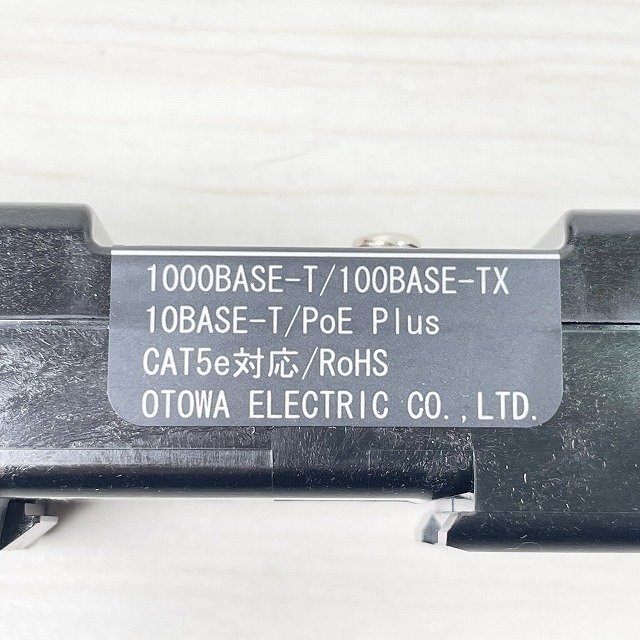 1000BASE-T/100BASE-TX
10BASE-T/PoE Plus
CAT5e対応/RoHS
OTOWA ELECTRIC CO.,LTD.